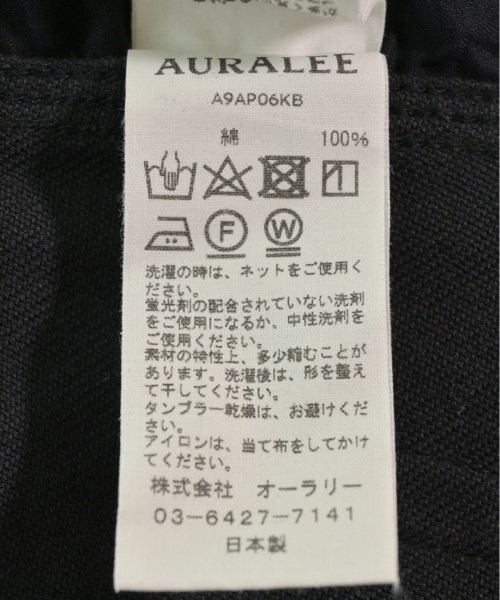 AURALEE
A9AP06KB
綿 100%
F W
洗濯の時は、ネットをご使用く
ださい。
蛍光剤の配合されていない洗剤
をご使用になるか、中性洗剤を
ご使用ください。
素材の特性上、多少縮むことが
あります。洗濯後は、形を整え
て干してください。
タンブラー乾燥は、お避けくだ
さい。
アイロンは、当て布をしてかけ
てください。
株式会社 オーラリー
03-6427-7141
日本製